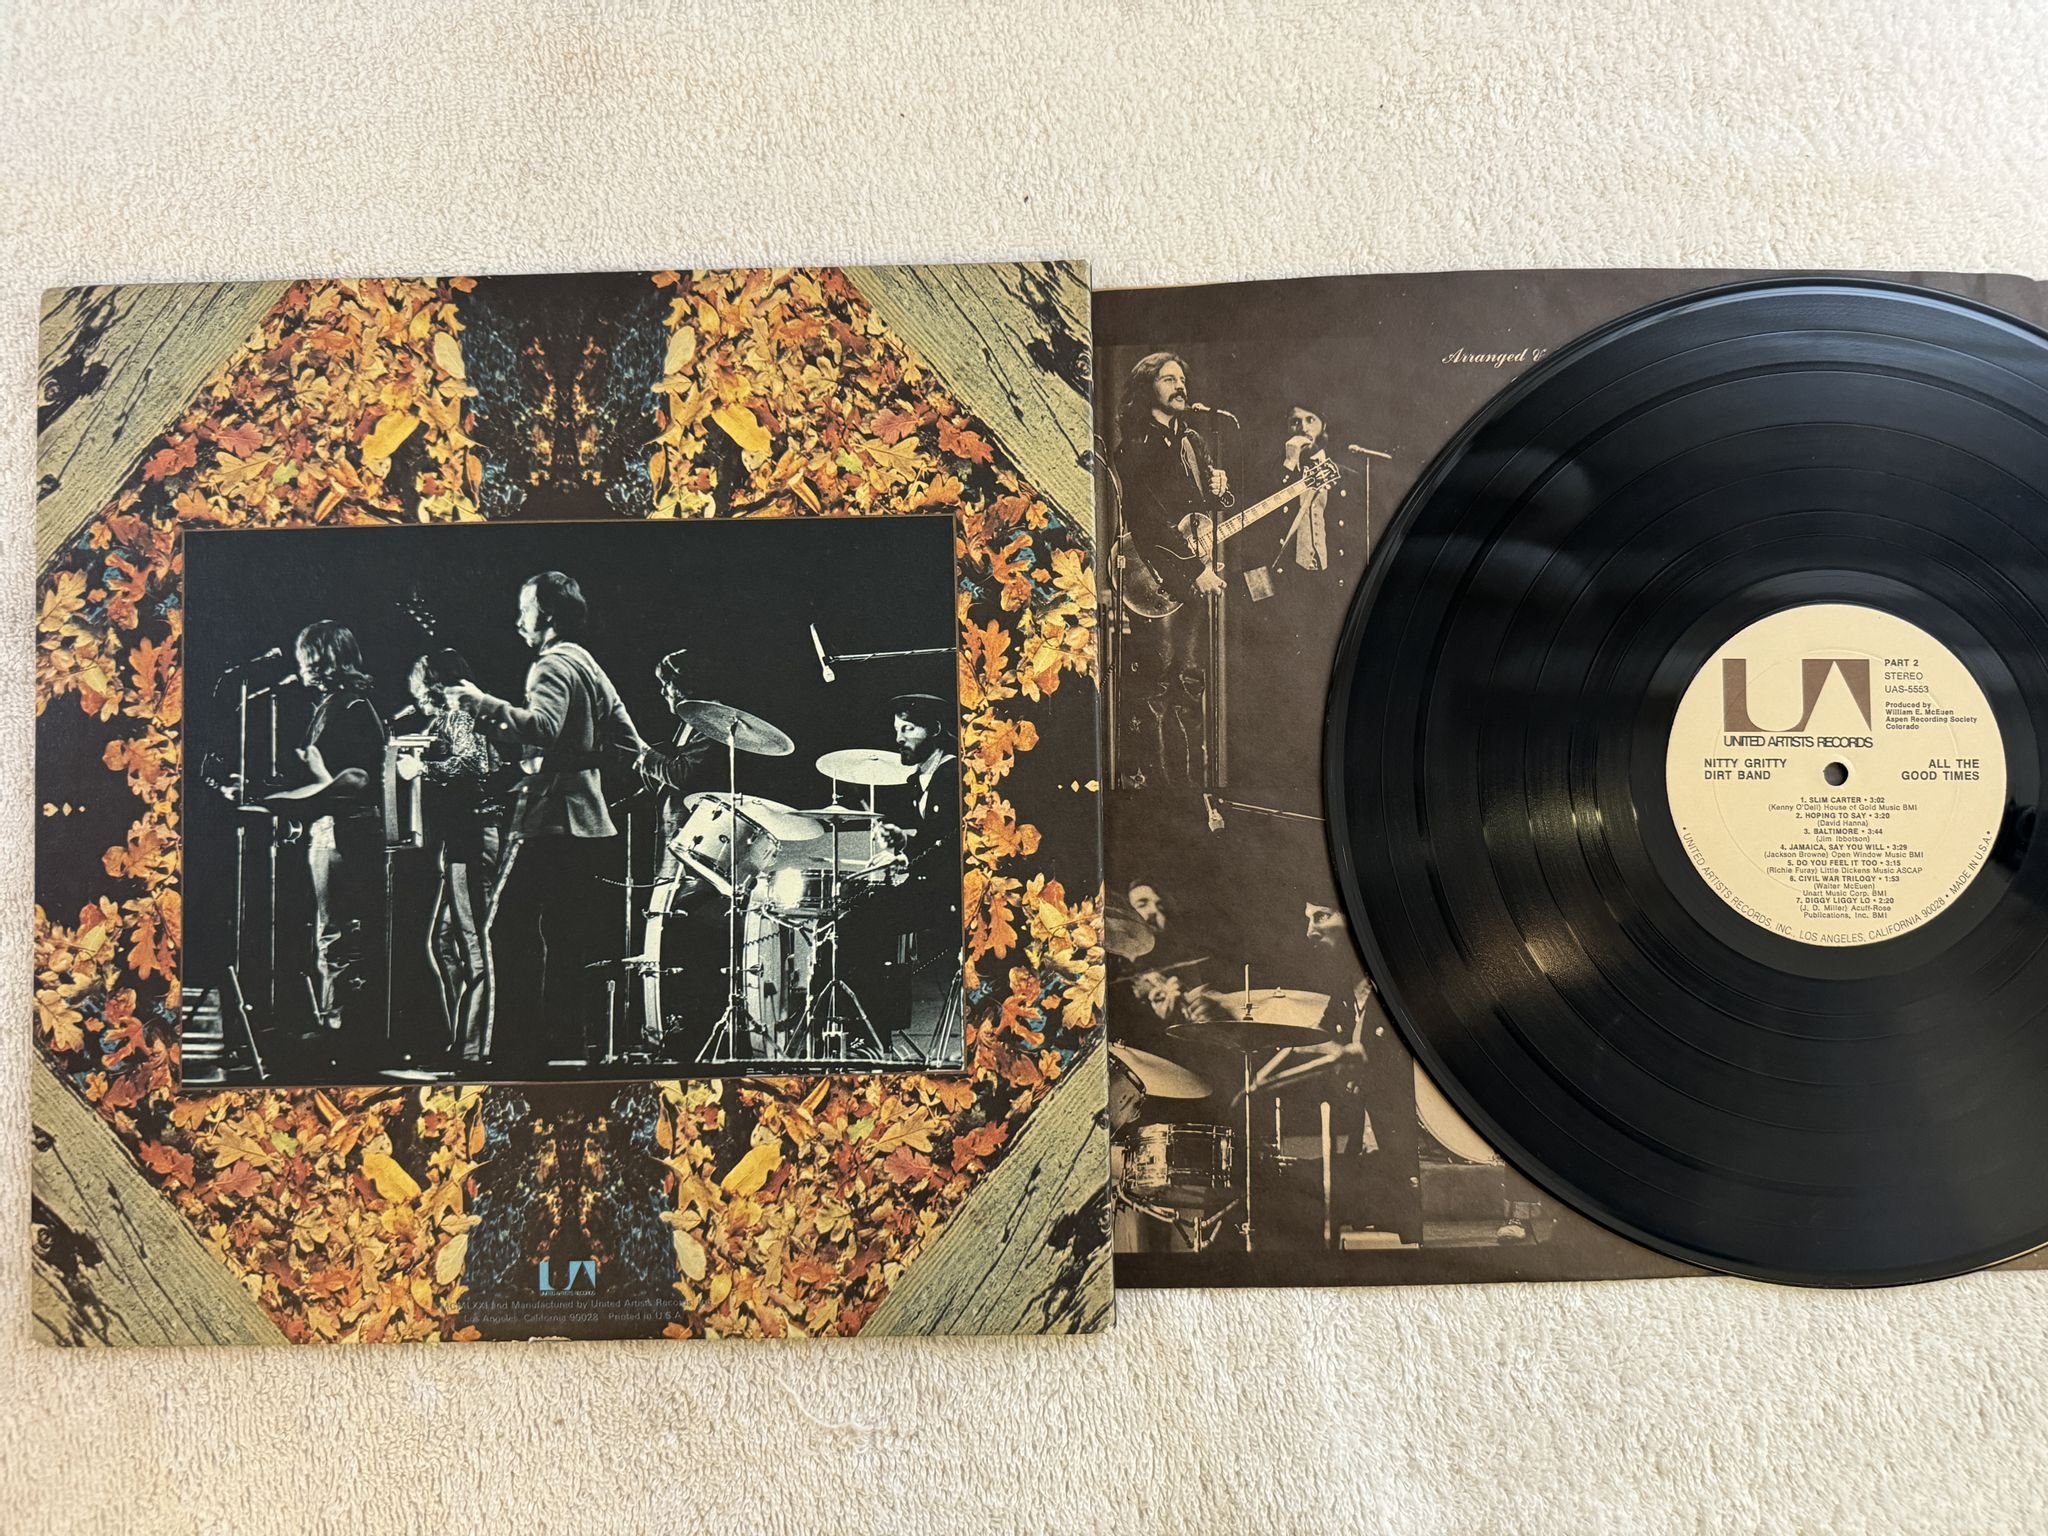 Arranged &
UA
UNITED ARTISTS RECORDS
PART 2
STEREO
UAS-5553
Produced by
William E. McEuen
Aspen Recording Society
Colorado
NITTY GRITTY
DIRT BAND
ALL THE
GOOD TIMES
1. SLIM CARTER • 3:02
(Kenny O'Dell) House of Gold Music BMI
2. HOPING TO SAY • 3:20
(David Hanna)
3. BALTIMORE • 3:44
(Jim Ibbotson)
4. JAMAICA, SAY YOU WILL • 3:29
(Jackson Browne) Open Window Music BMI
5. DO YOU FEEL IT TOO • 3:15
(Richie Furay) Little Dickens Music ASCAP
6. CIVIL WAR TRILOGY • 1:53
(Walter McEuen)
Unart Music Corp. BMI
7. DIGGY LIGGY LO • 2:20
(J. D. Miller) Acuff-Rose
Publications, Inc. BMI
• UNITED ARTISTS RECORDS, INC., LOS ANGELES, CALIFORNIA 90028 • MADE IN U.S.A. •
UA
UNITED ARTISTS RECORDS
and Manufactured by United Artists Records
Los Angeles, California 90028 Printed in U.S.A.